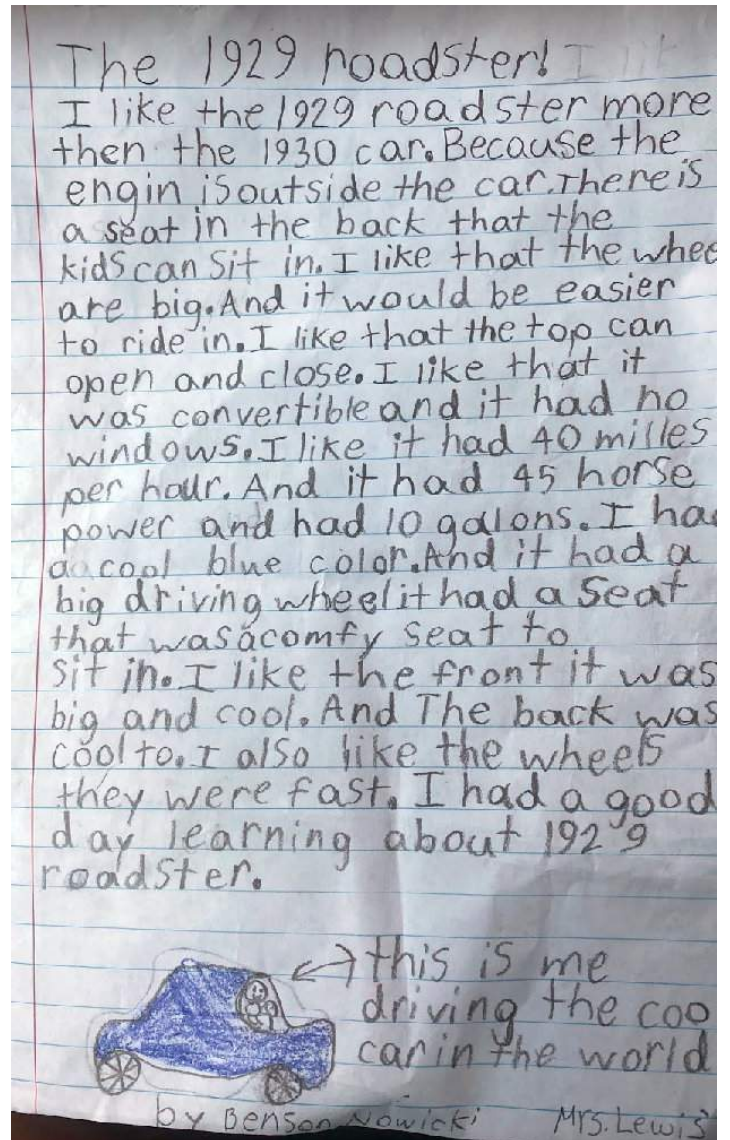 The 1929 roadster!
I like the 1929 roadster more
then the 1930 car. Because the
engin is outside the car. There is
a seat in the back that the
kids can sit in. I like that the whee
are big. And it would be easier
to ride in. I like that the top can
open and close. I like that it
was convertible and it had no
windows. I like it had 40 milles
per hour. And it had 45 horse
power and had 10 galons. I ha
a cool blue color. And it had a
big driving wheel it had a seat
that was a comfy seat to
sit in. I like the front it was
big and cool. And The back was
cool to. I also like the wheels
they were fast. I had a good
day learning about 1929
roadster.
this is me
driving the coo
car in the world
by Benson Nowicki Mrs. Lewis